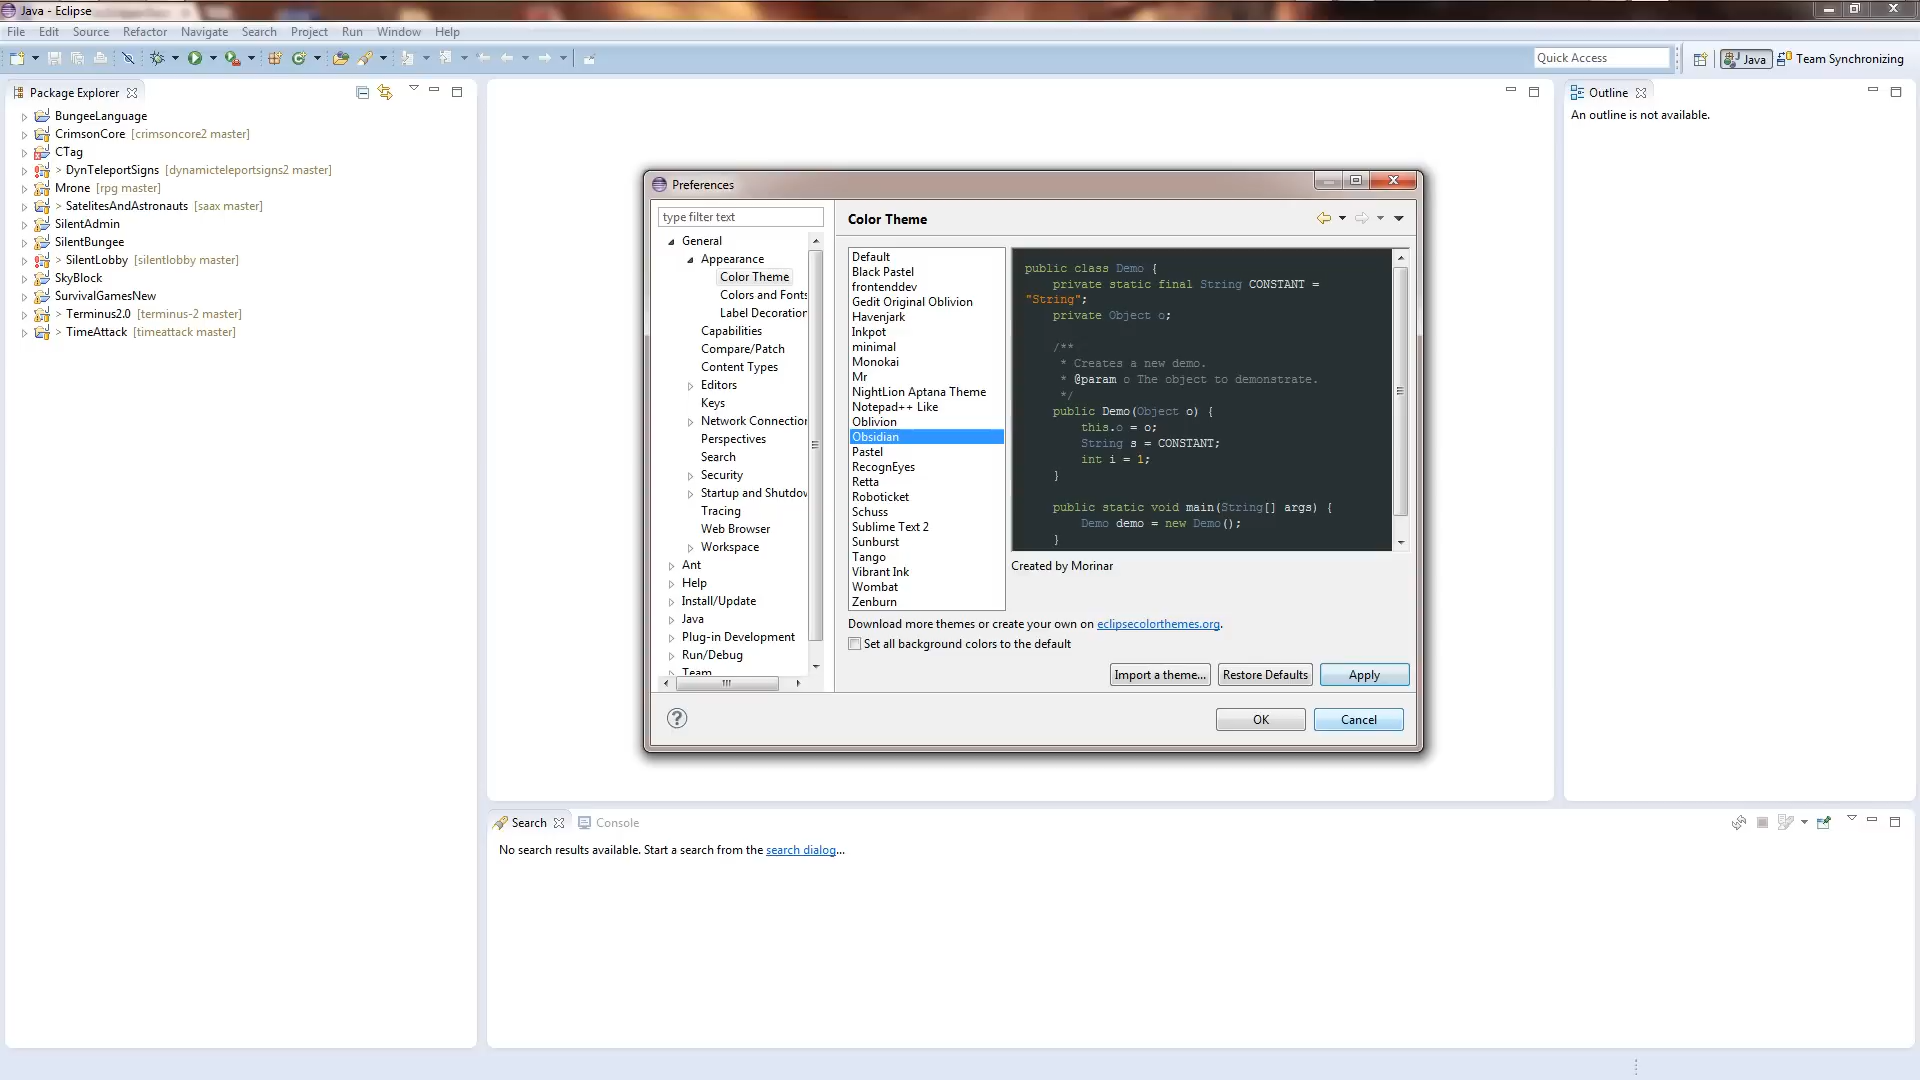 Java - Eclipse
File Edit Source Refactor Navigate Search Project Run Window Help
Quick Access
Java
Team Synchronizing
Package Explorer
BungeeLanguage
CrimsonCore [crimsoncore2 master]
CTag
> DynTeleportSigns [dynamicteleportsigns2 master]
Mrone [rpg master]
> SatelitesAndAstronauts [saax master]
SilentAdmin
SilentBungee
> SilentLobby [silentlobby master]
SkyBlock
SurvivalGamesNew
> Terminus2.0 [terminus-2 master]
> TimeAttack [timeattack master]
Outline
An outline is not available.
Preferences
type filter text
General
Appearance
Color Theme
Colors and Fonts
Label Decoration
Capabilities
Compare/Patch
Content Types
Editors
Keys
Network Connection
Perspectives
Search
Security
Startup and Shutdov
Tracing
Web Browser
Workspace
Ant
Help
Install/Update
Java
Plug-in Development
Run/Debug
Team
Color Theme
Default
Black Pastel
frontenddev
Gedit Original Oblivion
Havenjark
Inkpot
minimal
Monokai
Mr
NightLion Aptana Theme
Notepad++ Like
Oblivion
Obsidian
Pastel
RecognEyes
Retta
Roboticket
Schuss
Sublime Text 2
Sunburst
Tango
Vibrant Ink
Wombat
Zenburn
public class Demo {
private static final String CONSTANT =
"String";
private Object o;
/**
* Creates a new demo.
* @param o The object to demonstrate.
*/
public Demo(Object o) {
this.o = o;
String s = CONSTANT;
int i = 1;
}
public static void main(String[] args) {
Demo demo = new Demo();
}
Created by Morinar
Download more themes or create your own on eclipsecolorthemes.org.
Set all background colors to the default
Import a theme... Restore Defaults Apply
? OK Cancel
Search
Console
No search results available. Start a search from the search dialog...